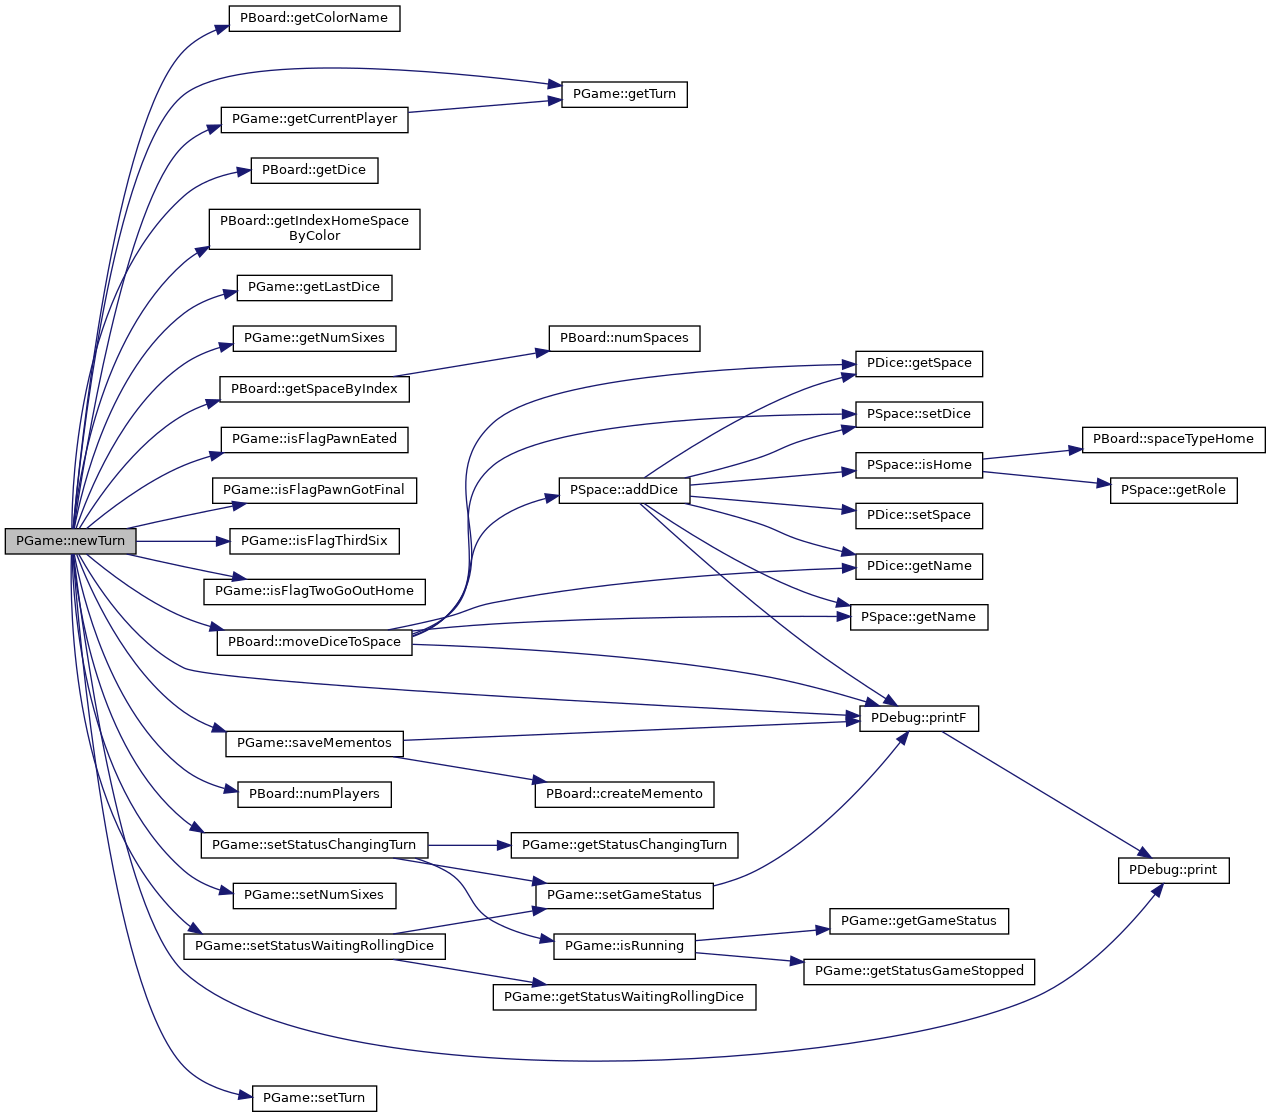 PBoard::getColorName
PGame::getTurn
PGame::getCurrentPlayer
PBoard::getDice
PBoard::getIndexHomeSpace
ByColor
PGame::getLastDice
PGame::getNumSixes
PBoard::numSpaces
PBoard::getSpaceByIndex
PDice::getSpace
PSpace::setDice
PGame::isFlagPawnEated
PBoard::spaceTypeHome
PSpace::isHome
PGame::isFlagPawnGotFinal
PSpace::addDice
PSpace::getRole
PDice::setSpace
PGame::newTurn
PGame::isFlagThirdSix
PDice::getName
PGame::isFlagTwoGoOutHome
PSpace::getName
PBoard::moveDiceToSpace
PDebug::printF
PGame::saveMementos
PBoard::numPlayers
PBoard::createMemento
PGame::setStatusChangingTurn
PGame::getStatusChangingTurn
PDebug::print
PGame::setNumSixes
PGame::setGameStatus
PGame::getGameStatus
PGame::setStatusWaitingRollingDice
PGame::isRunning
PGame::getStatusGameStopped
PGame::getStatusWaitingRollingDice
PGame::setTurn